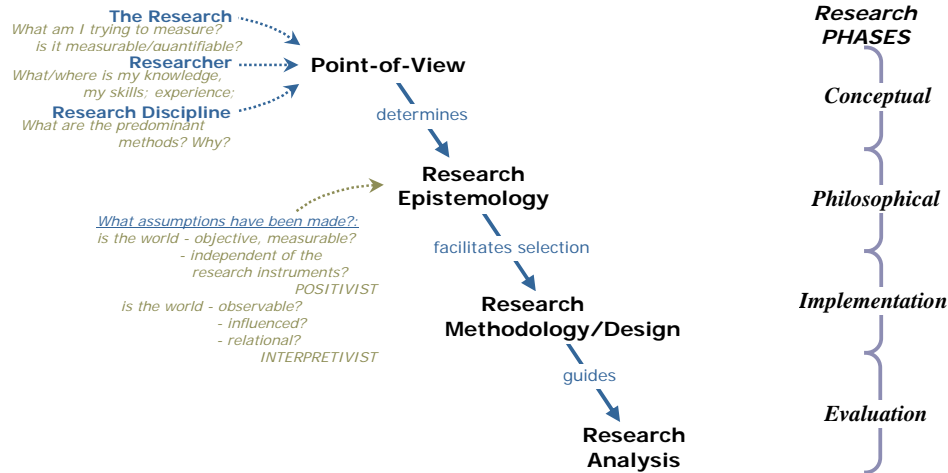 The Research
What am I trying to measure?
is it measurable/quantifiable?
Researcher
What/where is my knowledge,
my skills; experience;
Research Discipline
What are the predominant
methods? Why?
Point-of-View
determines
Research
Epistemology
What assumptions have been made?:
is the world - objective, measurable?
- independent of the
research instruments?
POSITIVIST
is the world - observable?
- influenced?
- relational?
INTERPRETIVIST
facilitates selection
Research
Methodology/Design
guides
Research
Analysis
Research
PHASES
Conceptual
Philosophical
Implementation
Evaluation